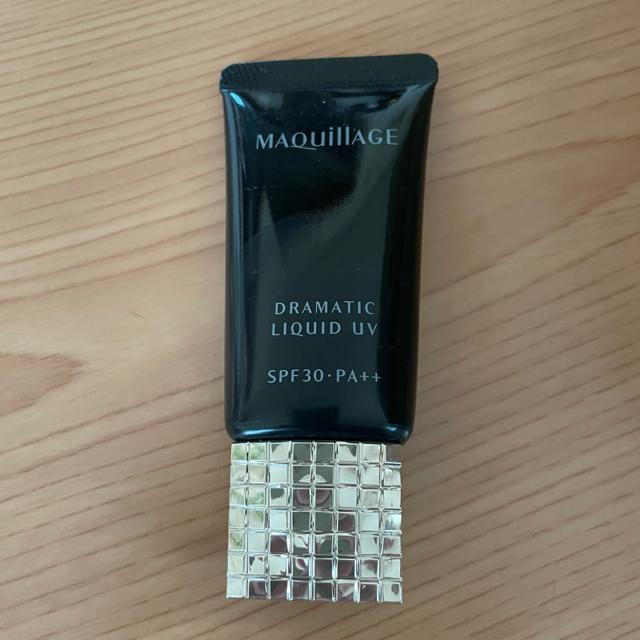 MAQuillAGE
DRAMATIC
LIQUID UV
SPF30·PA++